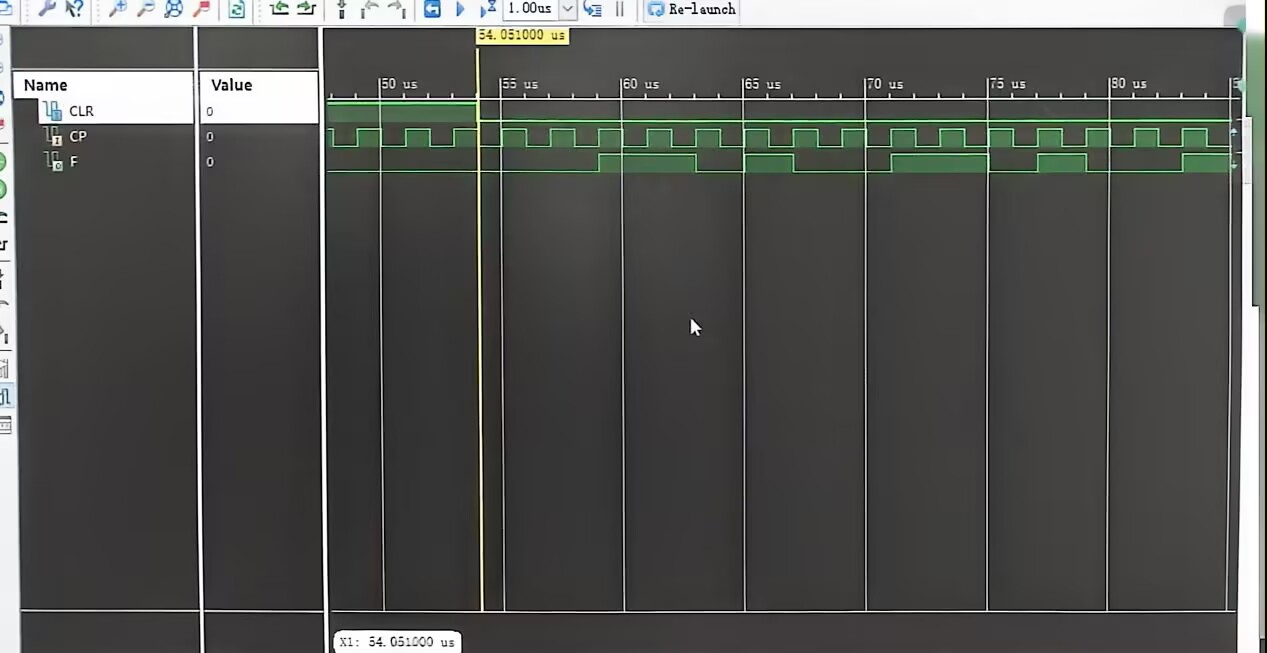 1.00us Re-launch
54.051000 us
Name Value
50 us 55 us 60 us 65 us 70 us 75 us 80 us
CLR 0
CP 0
F 0
X1: 54.051000 us